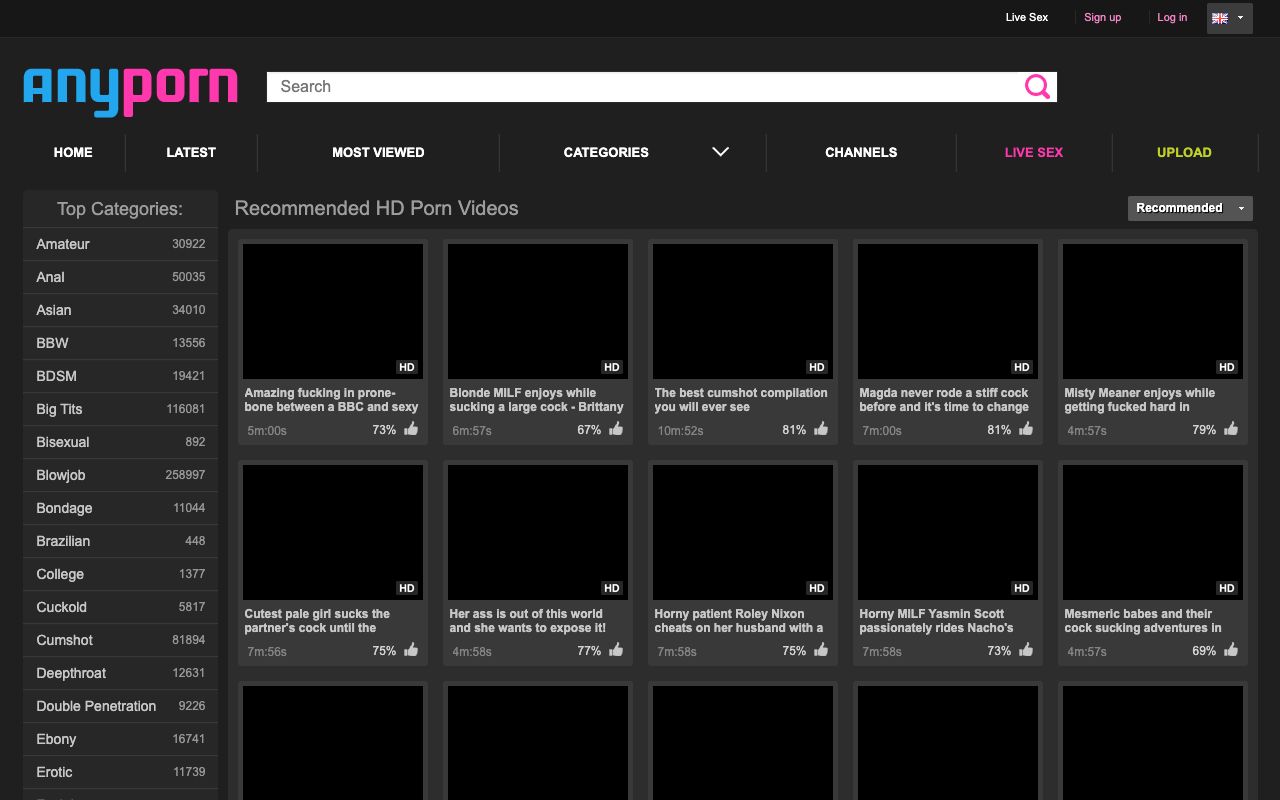 Live Sex
Sign up
Log in
anyporn
Search
HOME
LATEST
MOST VIEWED
CATEGORIES
CHANNELS
LIVE SEX
UPLOAD
Top Categories:
Amateur 30922
Anal 50035
Asian 34010
BBW 13556
BDSM 19421
Big Tits 116081
Bisexual 892
Blowjob 258997
Bondage 11044
Brazilian 448
College 1377
Cuckold 5817
Cumshot 81894
Deepthroat 12631
Double Penetration 9226
Ebony 16741
Erotic 11739
Recommended HD Porn Videos
Recommended
HD
Amazing fucking in prone-
bone between a BBC and sexy
5m:00s 73%
HD
Blonde MILF enjoys while
sucking a large cock - Brittany
6m:57s 67%
HD
The best cumshot compilation
you will ever see
10m:52s 81%
HD
Magda never rode a stiff cock
before and it's time to change
7m:00s 81%
HD
Misty Meaner enjoys while
getting fucked hard in
4m:57s 79%
HD
Cutest pale girl sucks the
partner's cock until the
7m:56s 75%
HD
Her ass is out of this world
and she wants to expose it!
4m:58s 77%
HD
Horny patient Roley Nixon
cheats on her husband with a
7m:58s 75%
HD
Horny MILF Yasmin Scott
passionately rides Nacho's
7m:58s 73%
HD
Mesmeric babes and their
cock sucking adventures in
4m:57s 69%